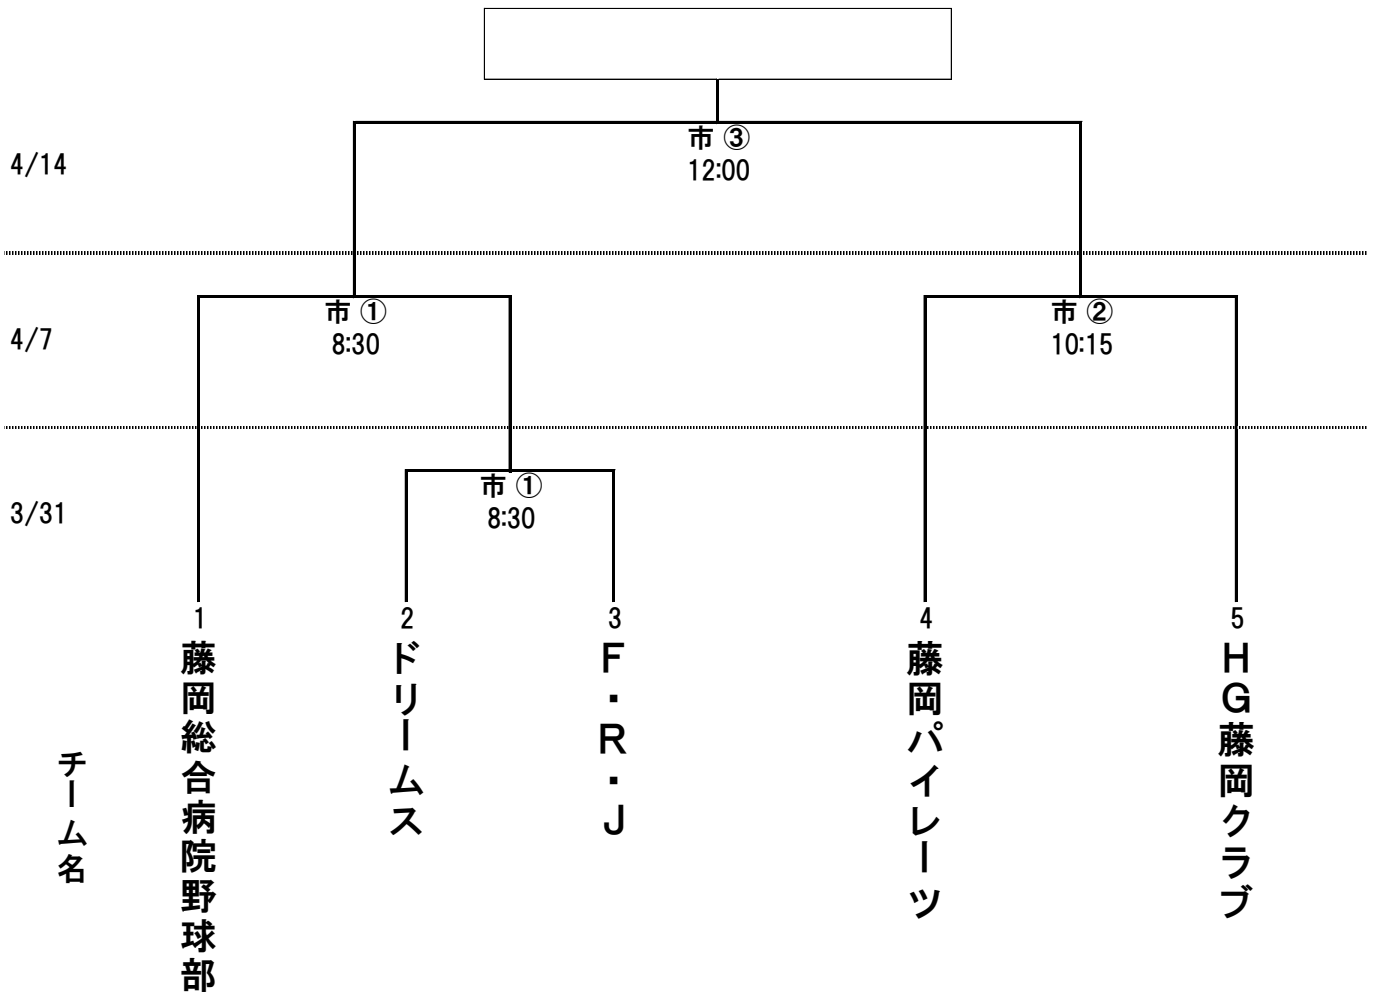 市 ③
4/14
12:00
市 ①
市 ②
4/7
8:30
10:15
市 ①
3/31
8:30
1
2
3
4
5
藤岡総合病院野球部
ドリームス
F・R・J
藤岡パイレーツ
HG藤岡クラブ
チーム名